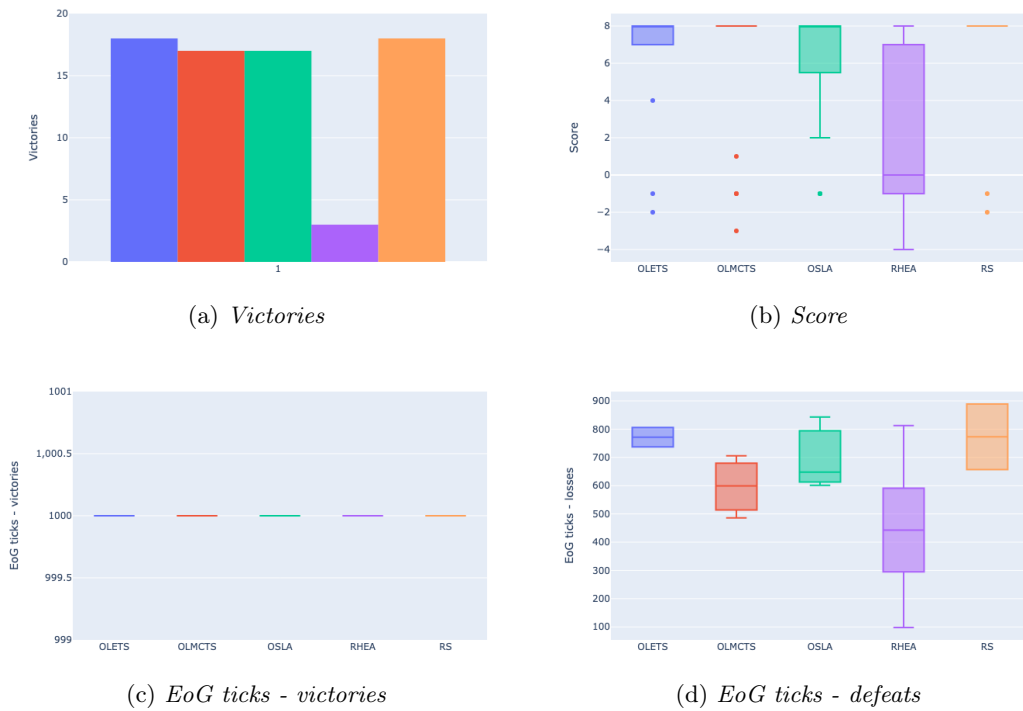 20
15
10
5
0
Victories
1
(a) Victories
8
6
4
2
0
−2
−4
Score
OLETS OLMCTS OSLA RHEA RS
(b) Score
1001
1,000.5
1000
999.5
999
EoG ticks - victories
OLETS OLMCTS OSLA RHEA RS
(c) EoG ticks - victories
900
800
700
600
500
400
300
200
100
EoG ticks - losses
OLETS OLMCTS OSLA RHEA RS
(d) EoG ticks - defeats